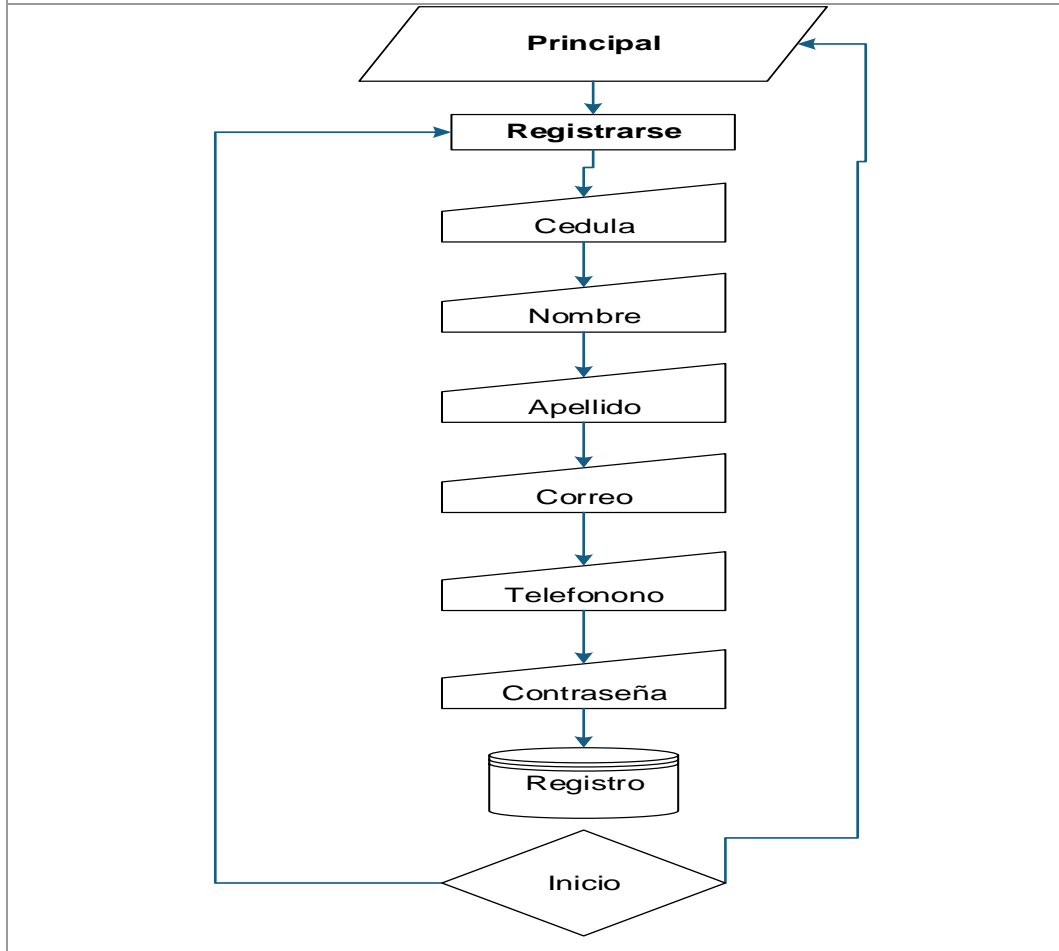 Principal
Registrarse
Cedula
Nombre
Apellido
Correo
Telefonono
Contraseña
Registro
Inicio